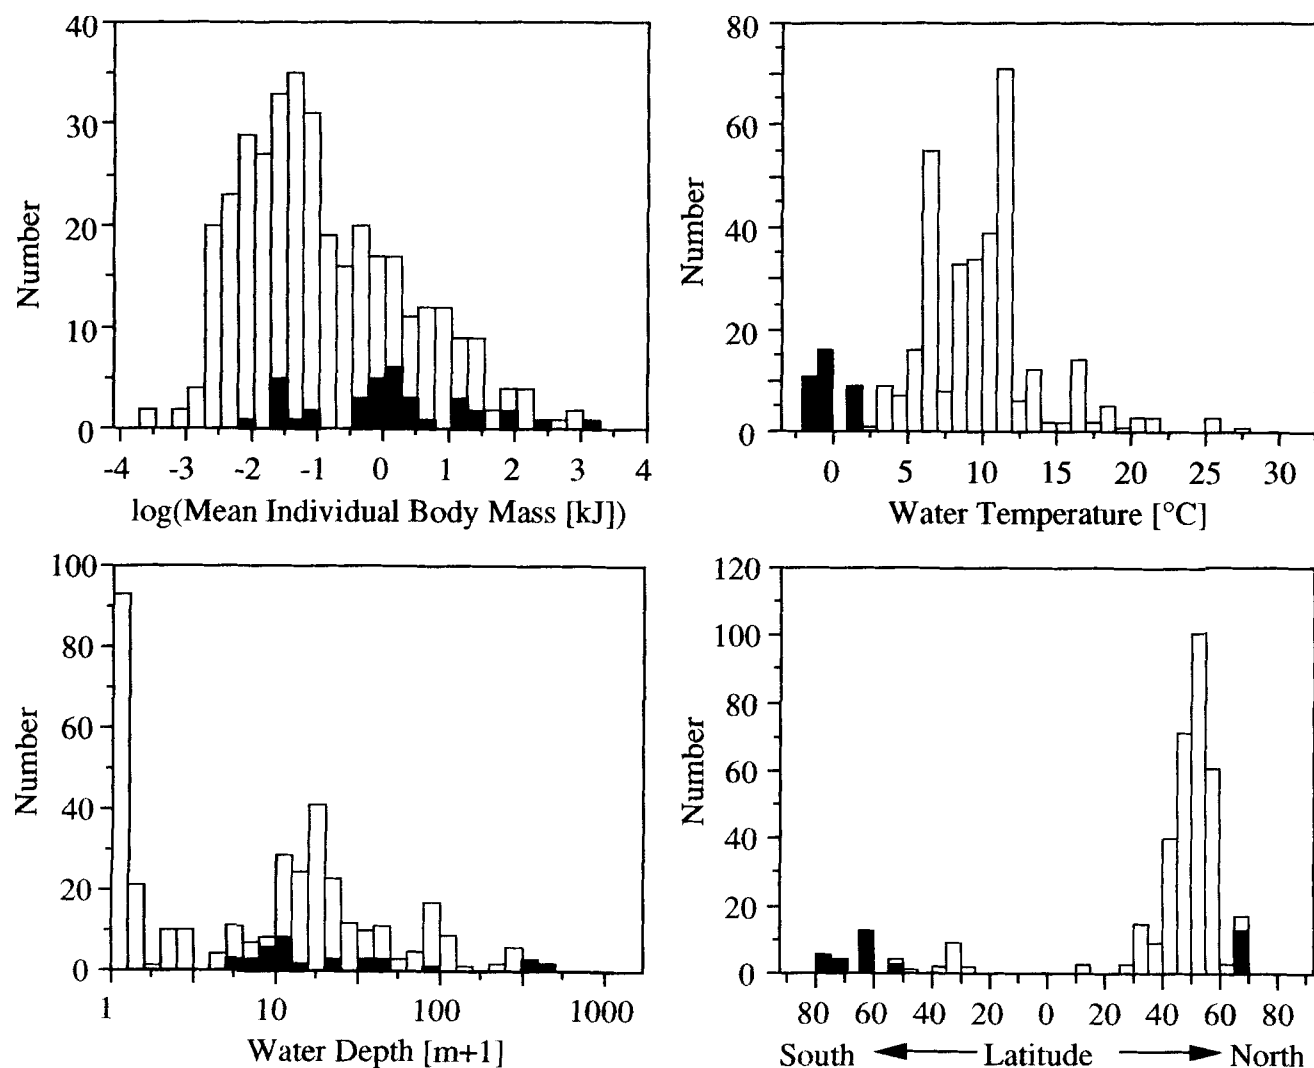 40
30
20
10
0
Number
-4 -3 -2 -1 0 1 2 3 4
log(Mean Individual Body Mass [kJ])
80
60
40
20
0
Number
0 5 10 15 20 25 30
Water Temperature [°C]
100
80
60
40
20
0
Number
1 10 100 1000
Water Depth [m+1]
120
100
80
60
40
20
0
Number
80 60 40 20 0 20 40 60 80
South Latitude North